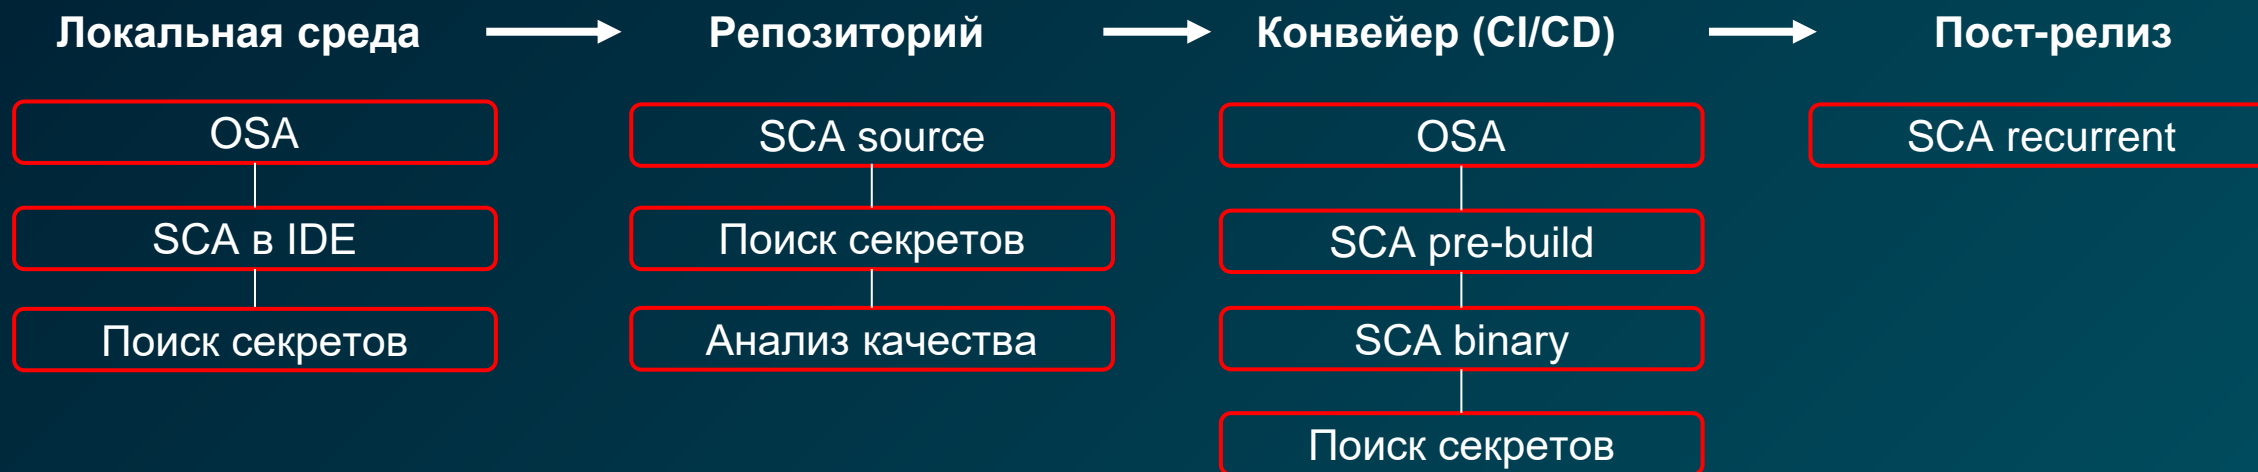 Локальная среда
Репозиторий
Конвейер (CI/CD)
Пост-релиз
OSA
SCA в IDE
Поиск секретов
SCA source
Поиск секретов
Анализ качества
OSA
SCA pre-build
SCA binary
Поиск секретов
SCA recurrent